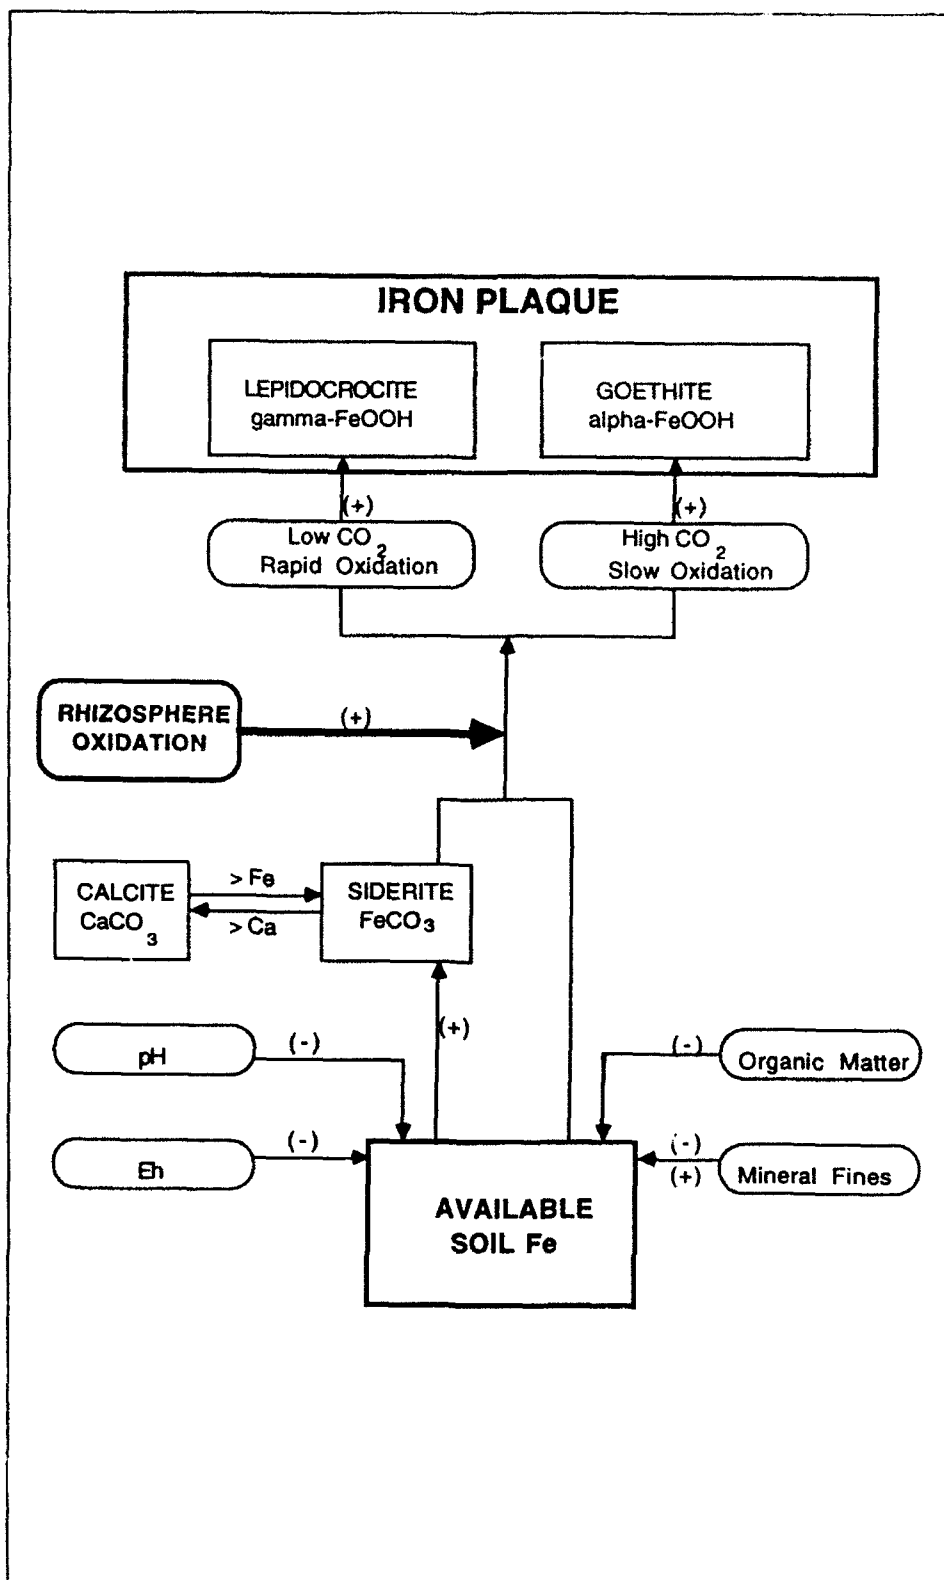 IRON PLAQUE
LEPIDOCROCITE
gamma-FeOOH
GOETHITE
alpha-FeOOH
(+)
(+)
Low CO2
Rapid Oxidation
High CO2
Slow Oxidation
RHIZOSPHERE
OXIDATION
(+)
CALCITE
CaCO3
> Fe
> Ca
SIDERITE
FeCO3
(+)
pH
(-)
(-)
Organic Matter
Eh
(-)
(-)
(+)
Mineral Fines
AVAILABLE
SOIL Fe